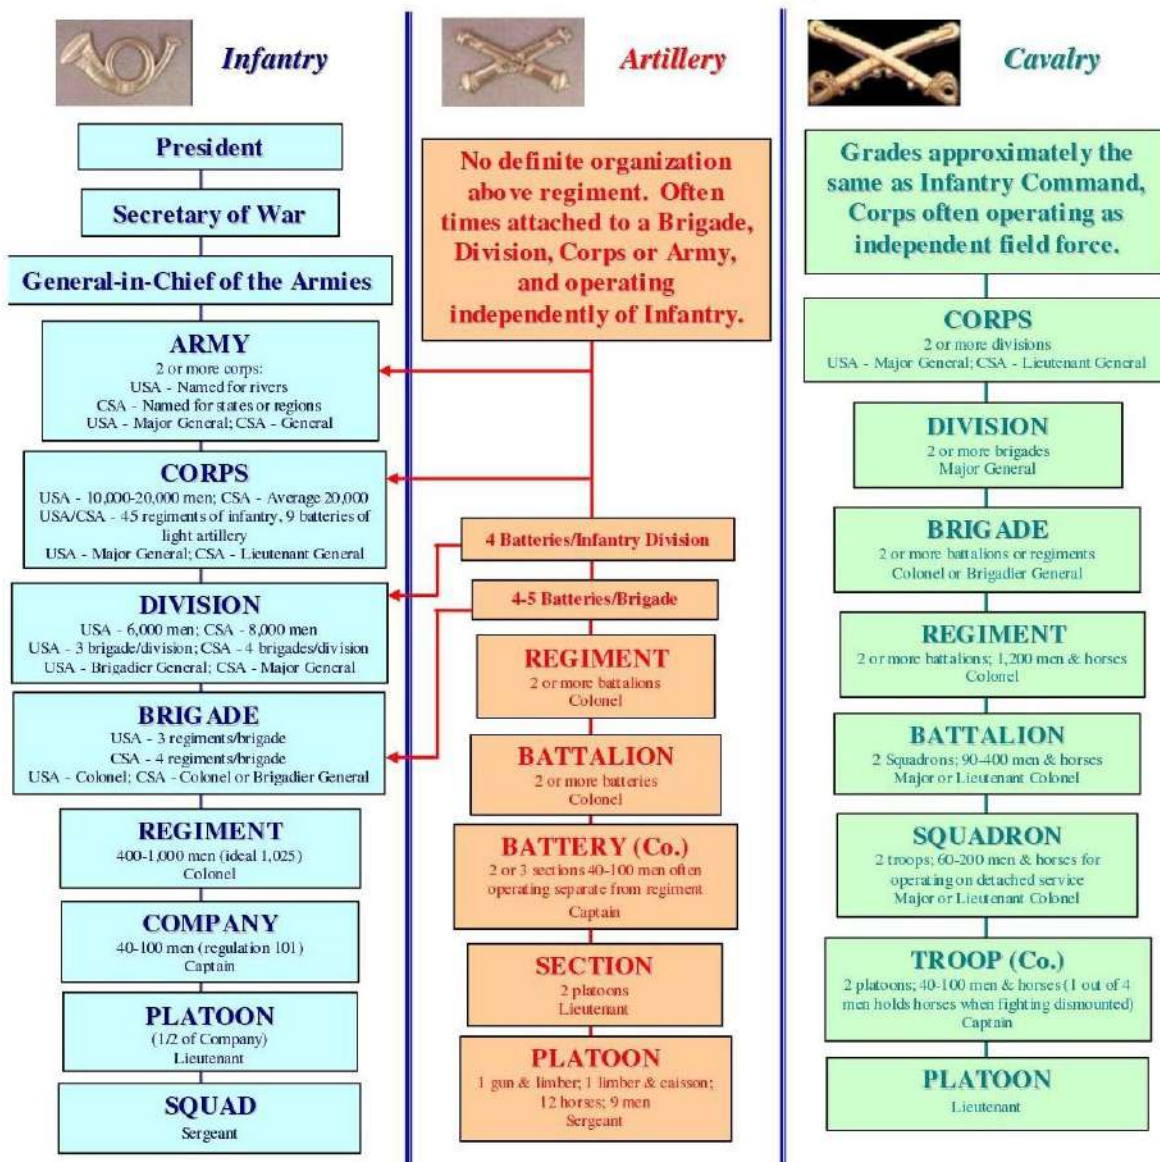 Infantry
President
Secretary of War
General-in-Chief of the Armies
ARMY
2 or more corps:
USA - Named for rivers
CSA - Named for states or regions
USA - Major General; CSA - General
CORPS
USA - 10,000-20,000 men; CSA - Average 20,000
USA/CSA - 45 regiments of infantry, 9 batteries of
light artillery
USA - Major General; CSA - Lieutenant General
DIVISION
USA - 6,000 men; CSA - 8,000 men
USA - 3 brigade/division; CSA - 4 brigades/division
USA - Brigadier General; CSA - Major General
BRIGADE
USA - 3 regiments/brigade
CSA - 4 regiments/brigade
USA - Colonel; CSA - Colonel or Brigadier General
REGIMENT
400-1,000 men (ideal 1,025)
Colonel
COMPANY
40-100 men (regulation 101)
Captain
PLATOON
(1/2 of Company)
Lieutenant
SQUAD
Sergeant
Artillery
No definite organization
above regiment. Often
times attached to a Brigade,
Division, Corps or Army,
and operating
independently of Infantry.
4 Batteries/Infantry Division
4-5 Batteries/Brigade
REGIMENT
2 or more battalions
Colonel
BATTALION
2 or more batteries
Colonel
BATTERY (Co.)
2 or 3 sections 40-100 men often
operating separate from regiment
Captain
SECTION
2 platoons
Lieutenant
PLATOON
1 gun & limber; 1 limber & caisson;
12 horses; 9 men
Sergeant
Cavalry
Grades approximately the
same as Infantry Command,
Corps often operating as
independent field force.
CORPS
2 or more divisions
USA - Major General; CSA - Lieutenant General
DIVISION
2 or more brigades
Major General
BRIGADE
2 or more battalions or regiments
Colonel or Brigadier General
REGIMENT
2 or more battalions; 1,200 men & horses
Colonel
BATTALION
2 Squadrons; 90-400 men & horses
Major or Lieutenant Colonel
SQUADRON
2 troops; 60-200 men & horses for
operating on detached service
Major or Lieutenant Colonel
TROOP (Co.)
2 platoons; 40-100 men & horses (1 out of 4
men holds horses when fighting dismounted)
Captain
PLATOON
Lieutenant